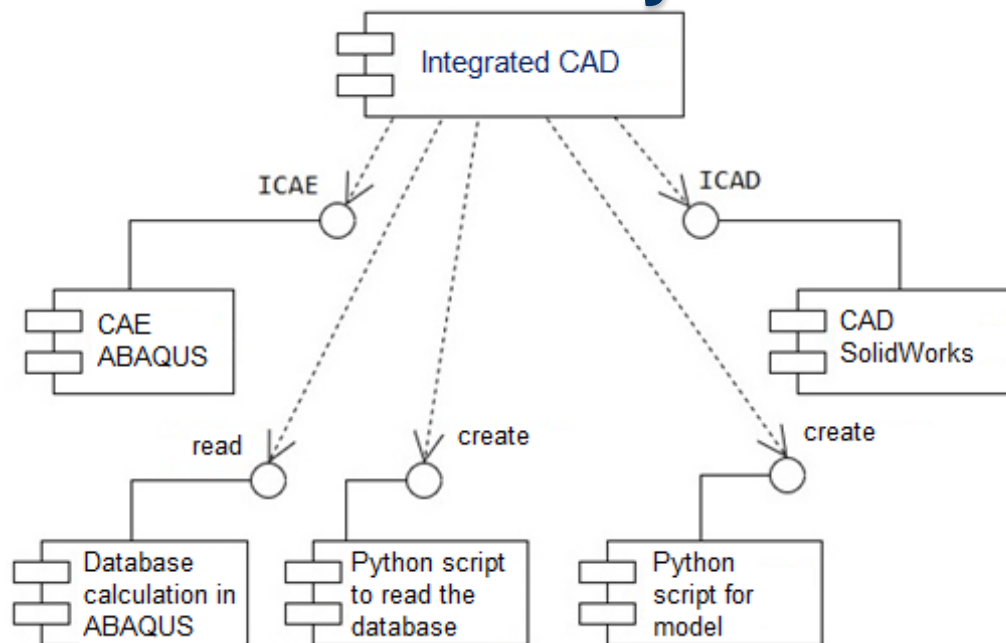 Integrated CAD
ICAE
ICAD
CAE
ABAQUS
CAD
SolidWorks
read
create
create
Database
calculation in
ABAQUS
Python script
to read the
database
Python
script for
model